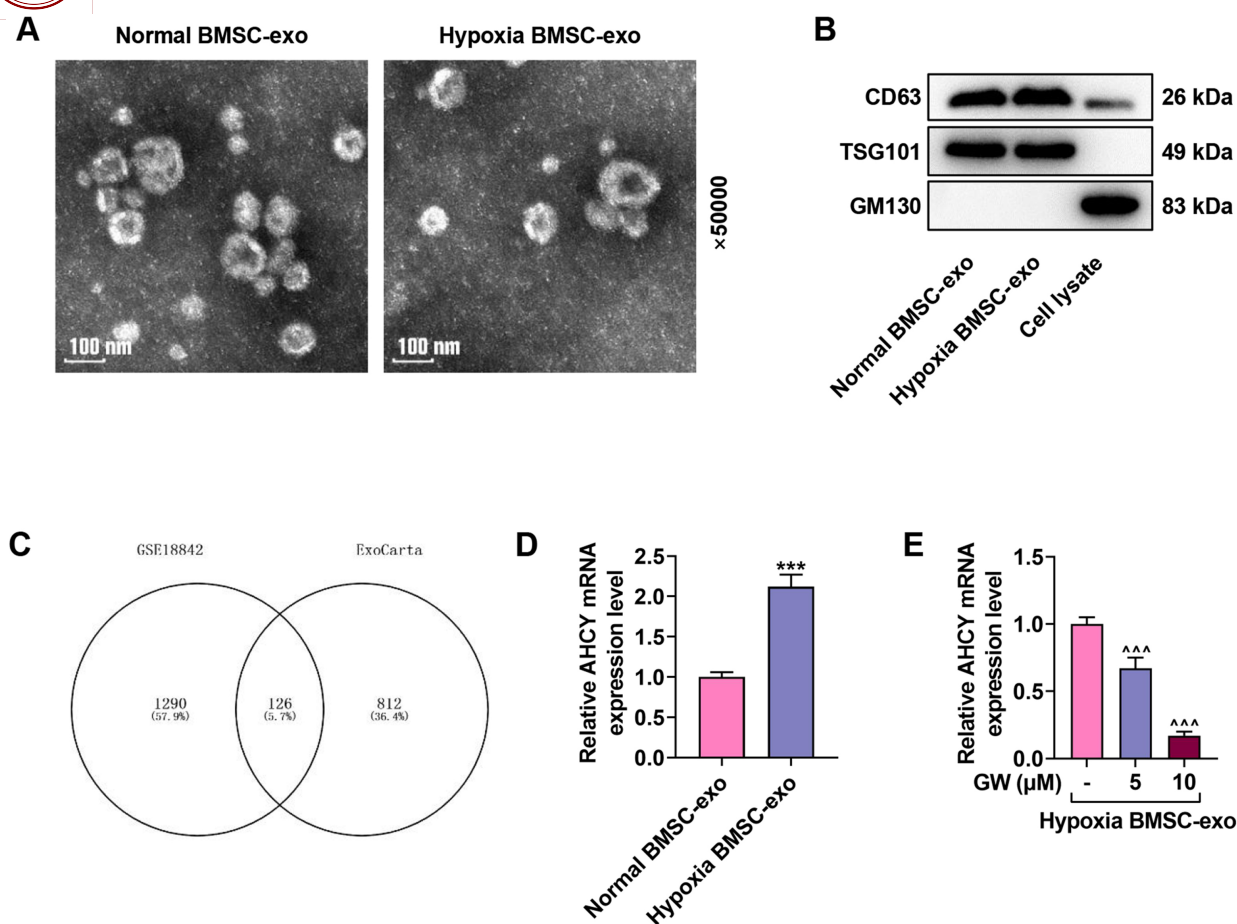 A
Normal BMSC-exo
Hypoxia BMSC-exo
100 nm
100 nm
×50000
B
CD63
26 kDa
TSG101
49 kDa
GM130
83 kDa
Normal BMSC-exo
Hypoxia BMSC-exo
Cell lysate
C
GSE18842
ExoCarta
1290
(57.9%)
126
(5.7%)
812
(36.4%)
D
Relative AHCY mRNA
expression level
2.5
2.0
1.5
1.0
0.5
0.0
***
Normal BMSC-exo
Hypoxia BMSC-exo
E
Relative AHCY mRNA
expression level
1.5
1.0
0.5
0.0
^^^
^^^
GW (μM) - 5 10
Hypoxia BMSC-exo